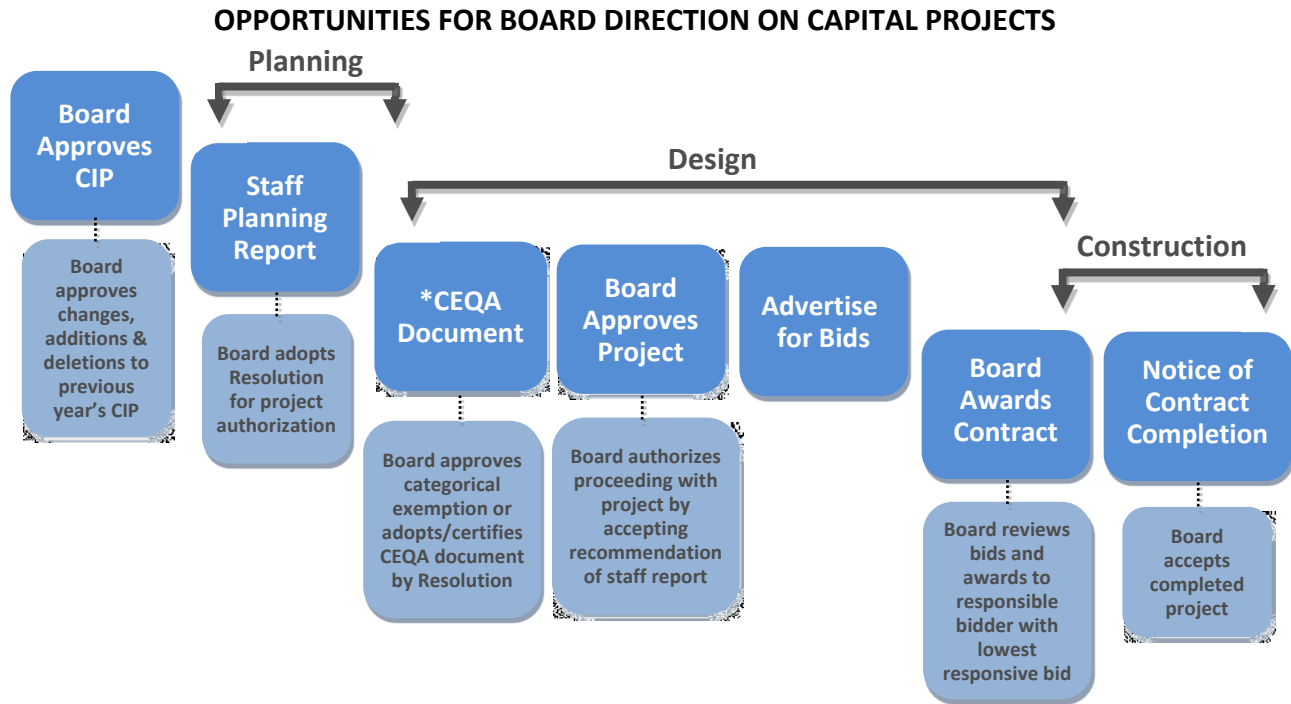 OPPORTUNITIES FOR BOARD DIRECTION ON CAPITAL PROJECTS
Planning
Board
Approves
CIP
Board
approves
changes,
additions &
deletions to
previous
year’s CIP
Staff
Planning
Report
Board adopts
Resolution
for project
authorization
Design
*CEQA
Document
Board approves
categorical
exemption or
adopts/certifies
CEQA document
by Resolution
Board
Approves
Project
Board authorizes
proceeding with
project by
accepting
recommendation
of staff report
Advertise
for Bids
Construction
Board
Awards
Contract
Board reviews
bids and
awards to
responsible
bidder with
lowest
responsive bid
Notice of
Contract
Completion
Board
accepts
completed
project